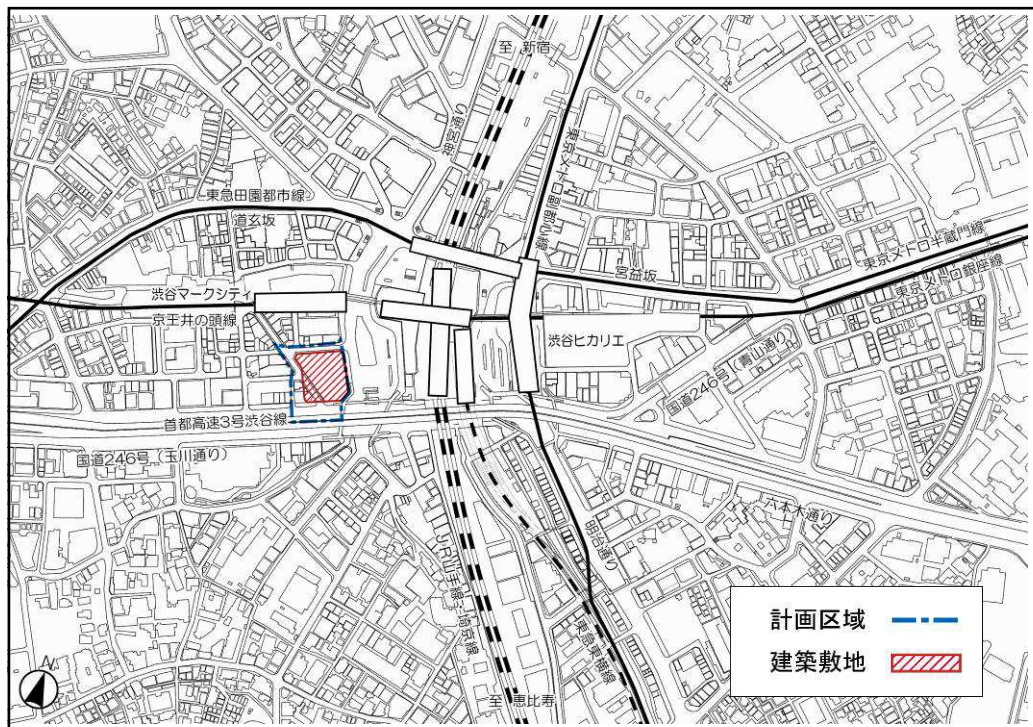 至 新宿
神宮通り
東京メトロ副都心線
東急田園都市線
道玄坂
宮益坂
東京メトロ半蔵門線
東京メトロ銀座線
渋谷マークシティ
京王井の頭線
渋谷ヒカリエ
国道246号(青山通り)
首都高速3号渋谷線
国道246号(玉川通り)
六本木通り
明治通り
JR山手線・埼京線
東急東横線
至 恵比寿
計画区域
建築敷地
N